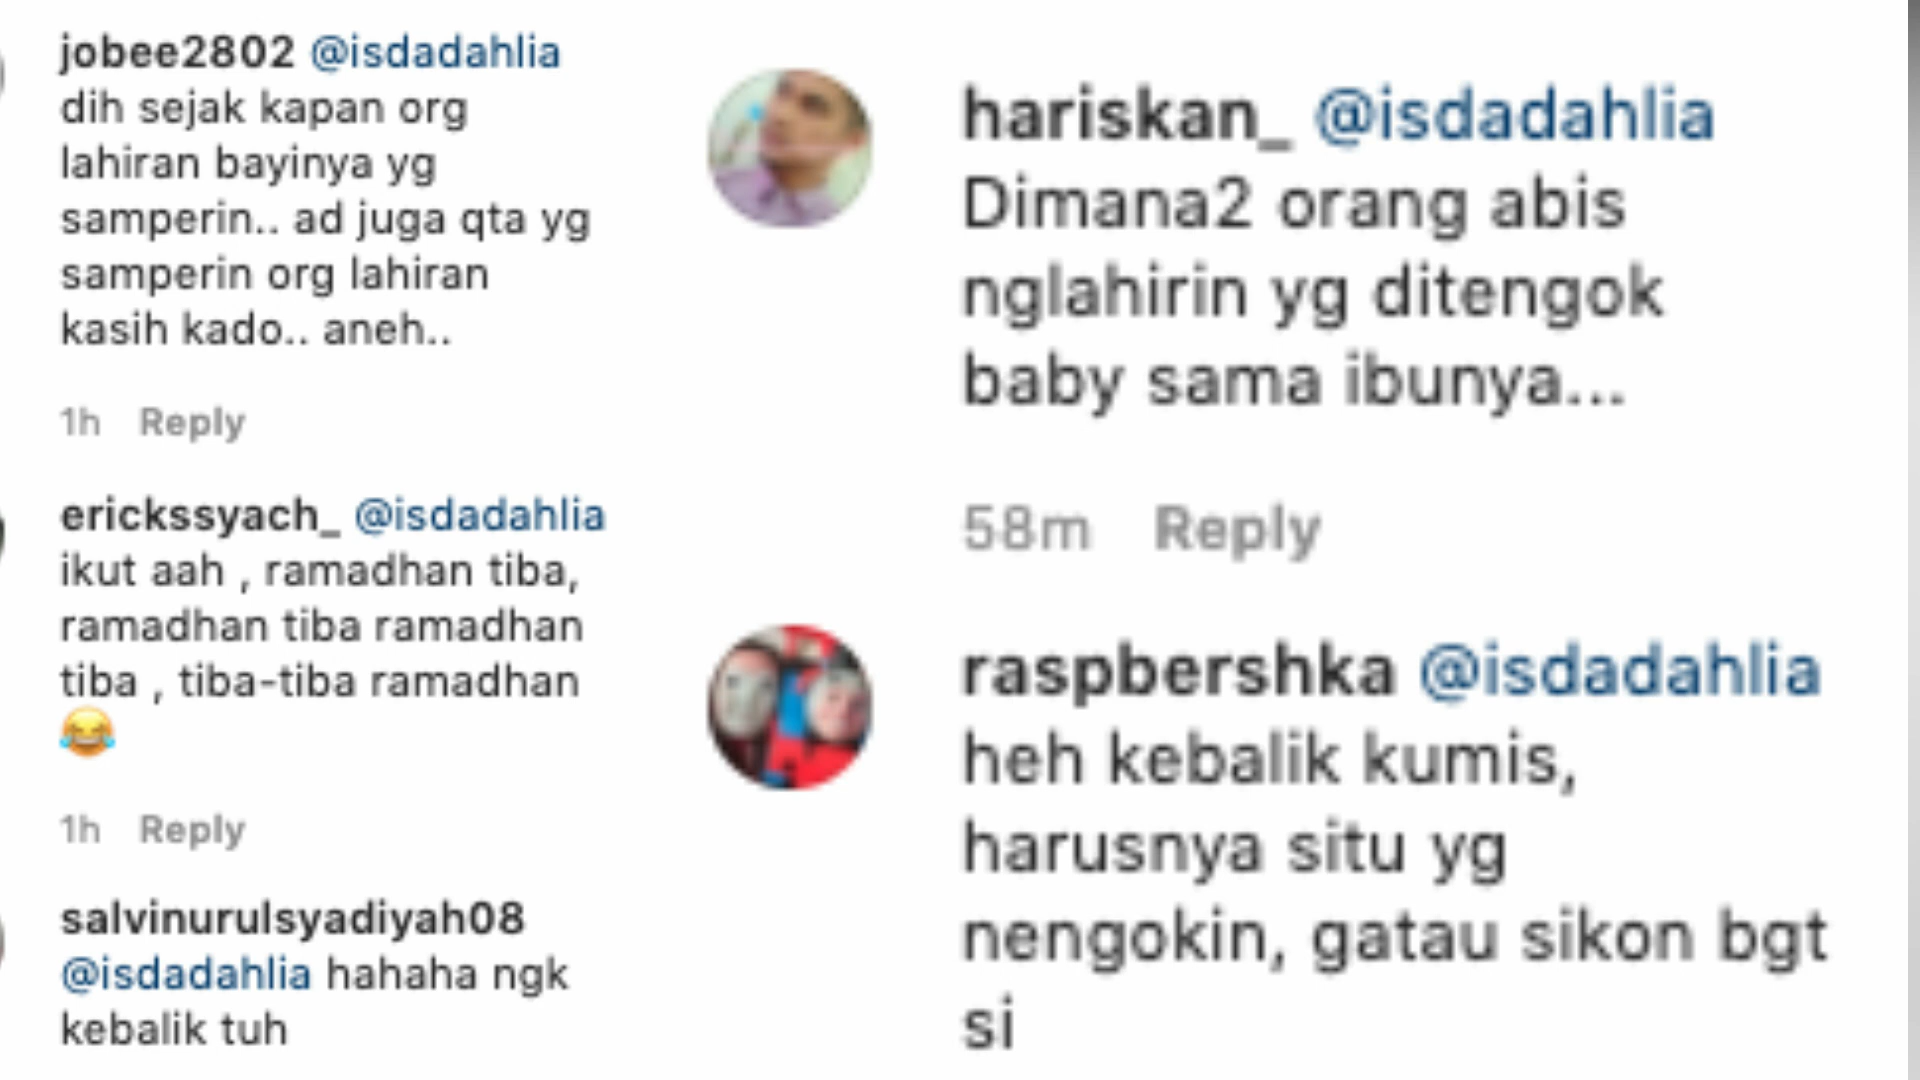 jobee2802 @isdadahlia
dih sejak kapan org
lahiran bayinya yg
samperin.. ad juga qta yg
samperin org lahiran
kasih kado.. aneh..
1h Reply
erickssyach_ @isdadahlia
ikut aah , ramadhan tiba,
ramadhan tiba ramadhan
tiba , tiba-tiba ramadhan
😂
1h Reply
salvinurulsyadiyah08
@isdadahlia hahaha ngk
kebalik tuh
hariskan_ @isdadahlia
Dimana2 orang abis
nglahirin yg ditengok
baby sama ibunya...
58m Reply
raspbershka @isdadahlia
heh kebalik kumis,
harusnya situ yg
nengokin, gatau sikon bgt
si